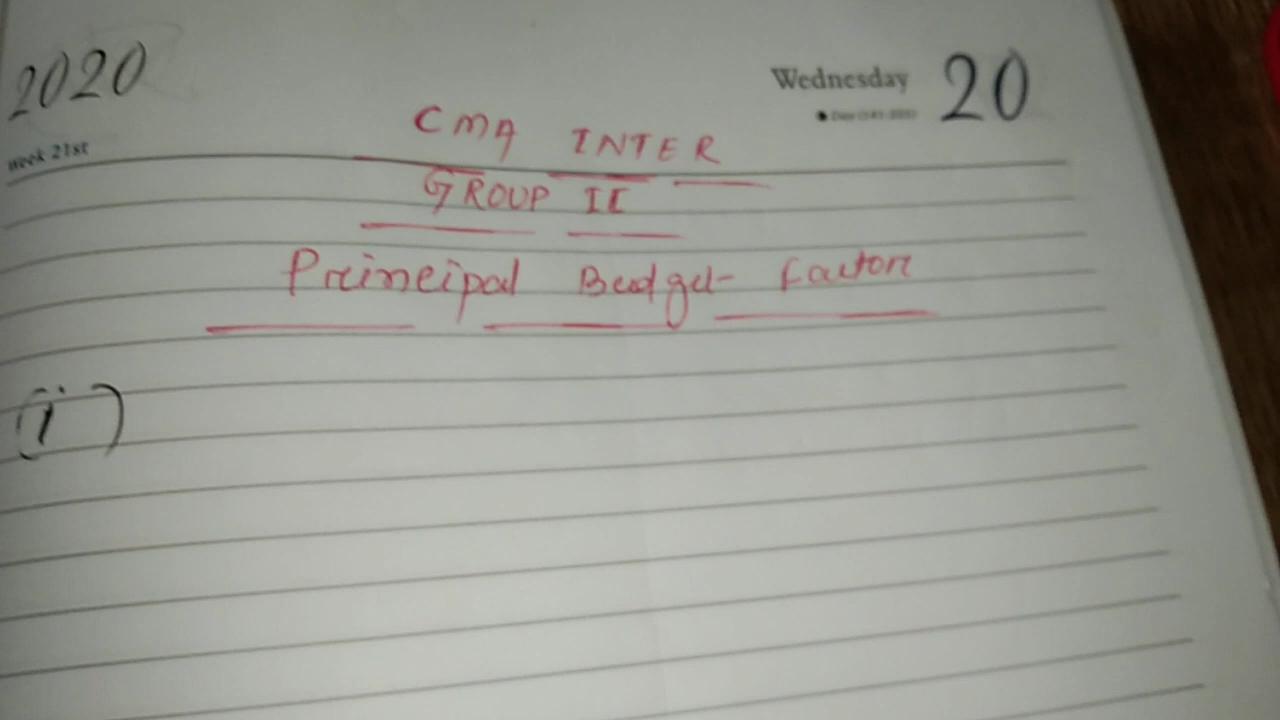 2020
Wednesday 20
week 21st
CMA INTER
GROUP II
Principal Budget Factor
(i)